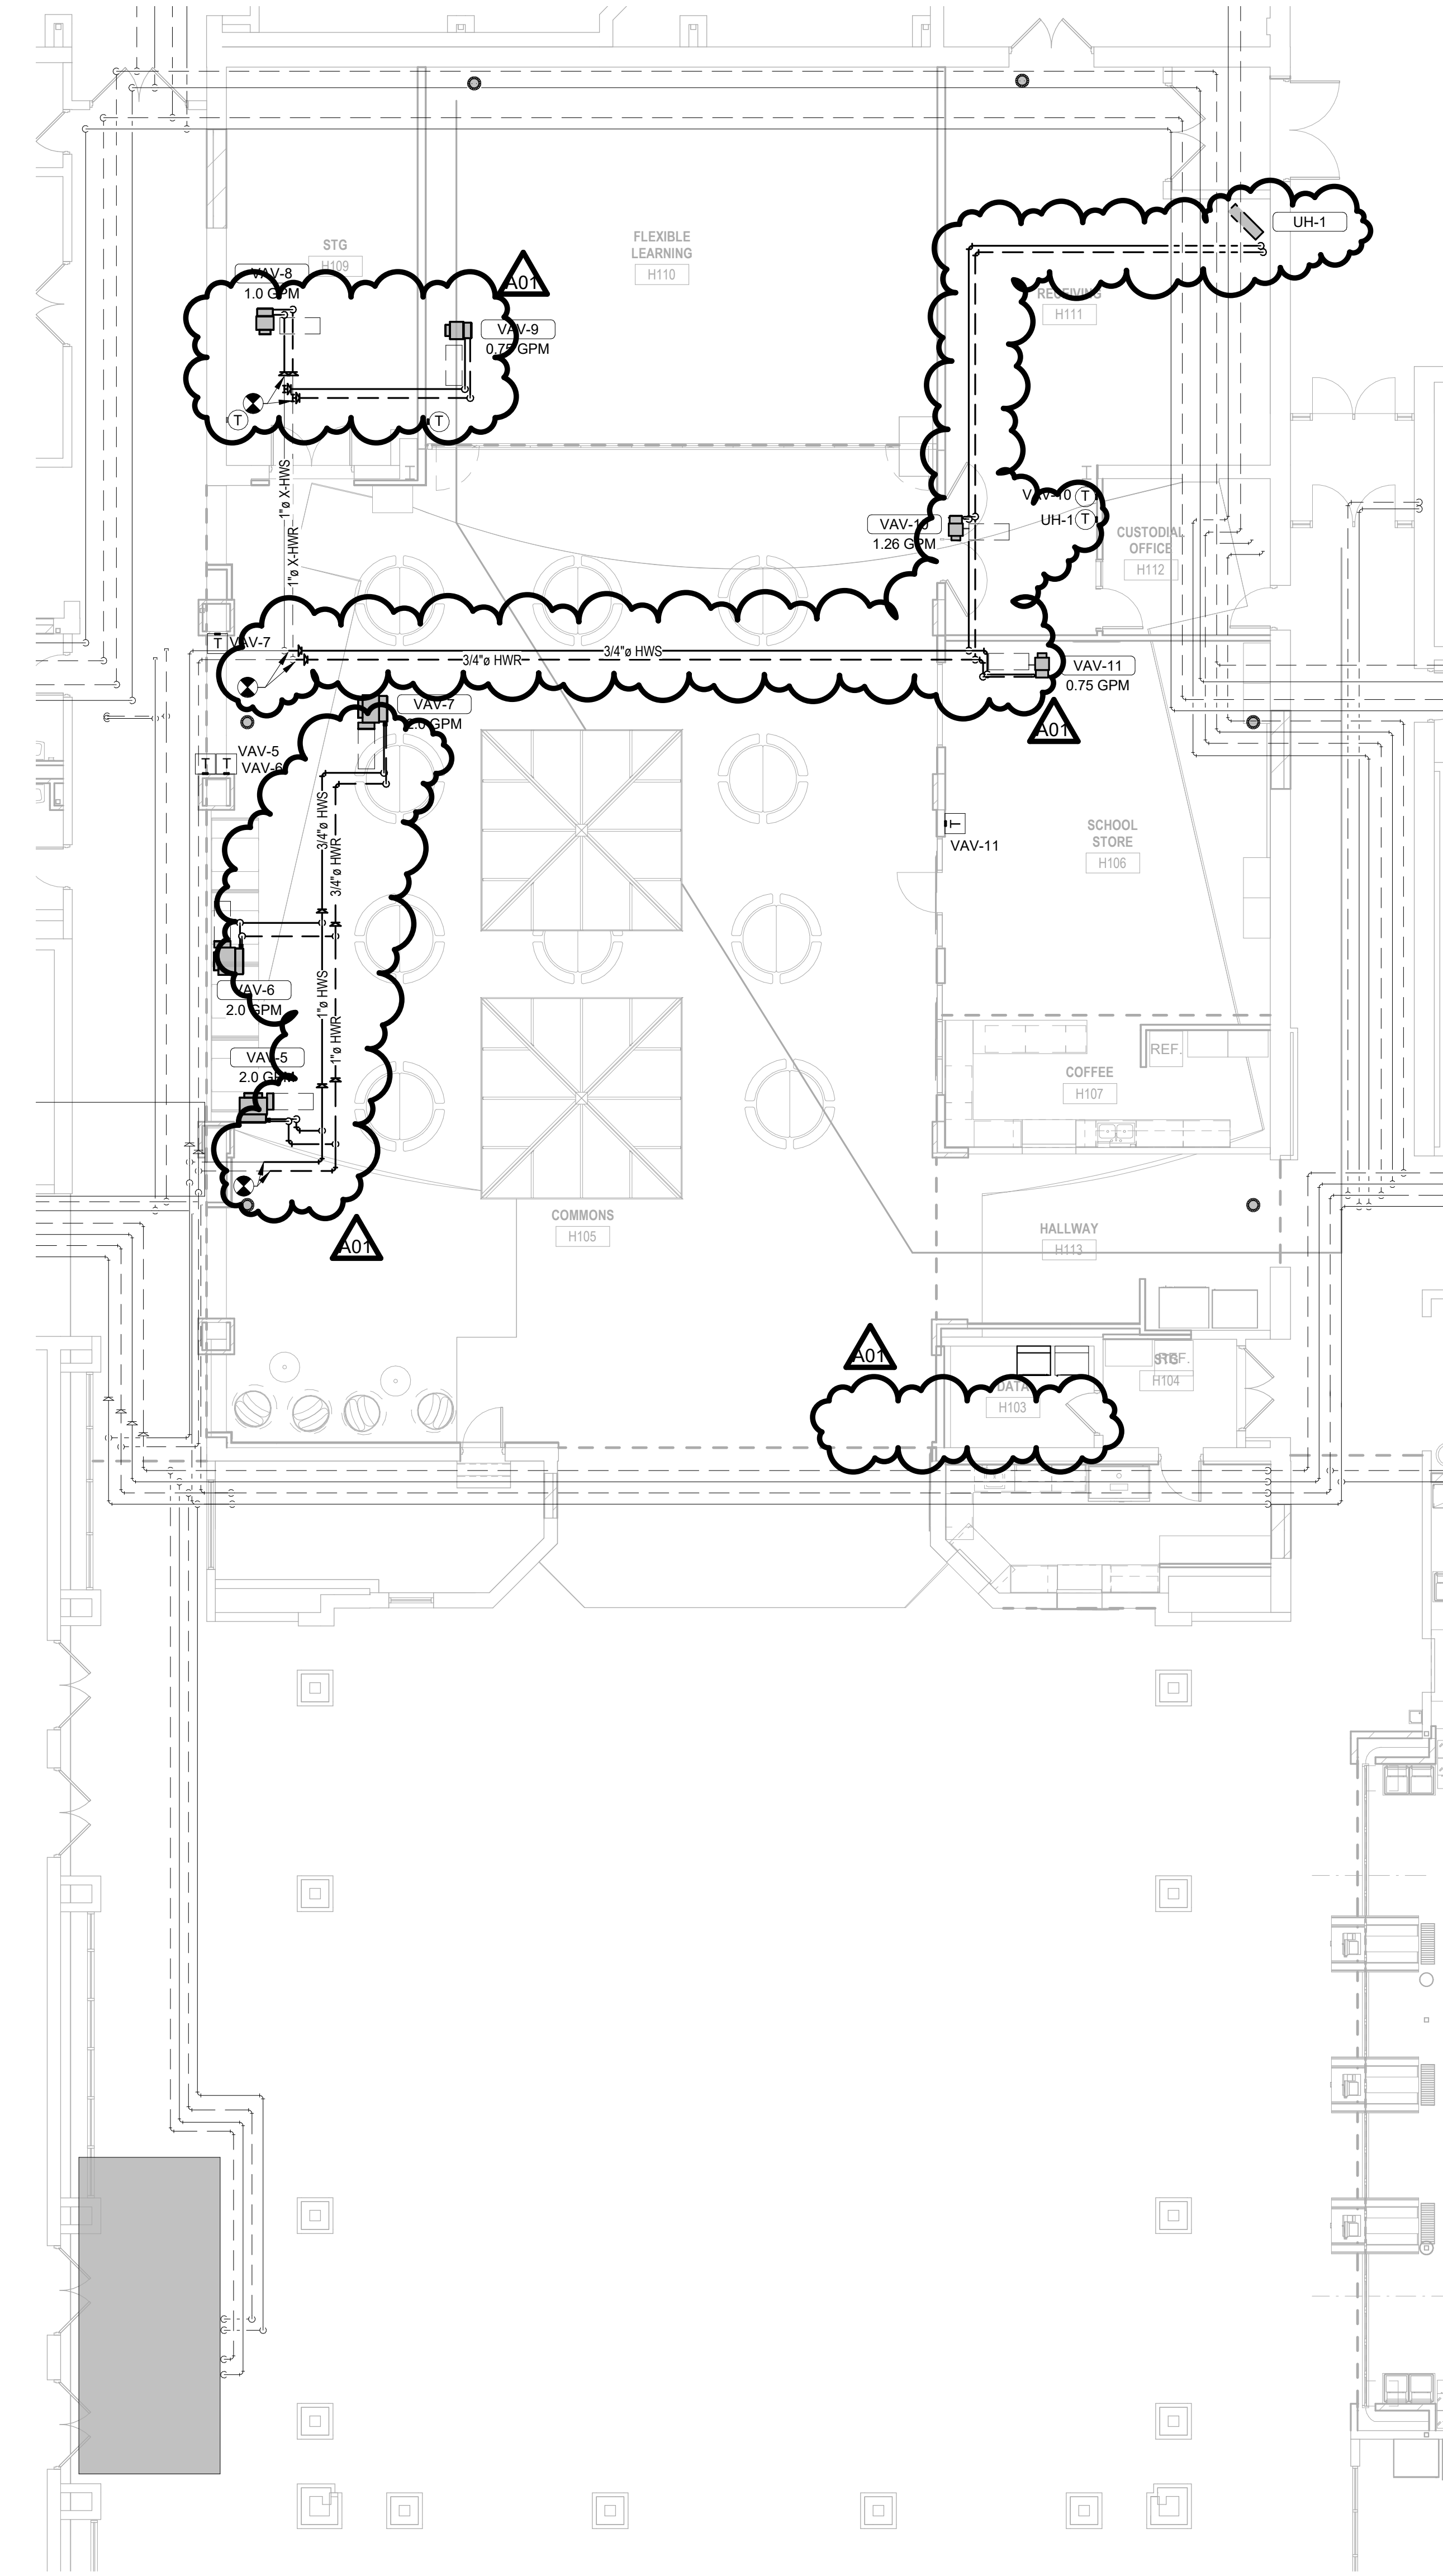 UH-1
STG
H109
FLEXIBLE
LEARNING
H110
VAV-8
1.0 GPM
A01
VAV-9
0.75 GPM
RECEIVING
H111
T
T
1"ø X-HWS
1"ø X-HWR
VAV-10
T
UH-1
T
VAV-10
1.26 GPM
CUSTODIAL
OFFICE
H112
T
VAV-7
3/4"ø HWS
3/4"ø HWR
VAV-11
0.75 GPM
VAV-7
2.0 GPM
A01
T
T
VAV-5
VAV-6
3/4"ø HWS
3/4"ø HWR
T
VAV-11
SCHOOL
STORE
H106
VAV-6
2.0 GPM
1"ø HWS
1"ø HWR
VAV-5
2.0 GPM
REF.
COFFEE
H107
COMMONS
H105
HALLWAY
H113
A01
A01
STG
REF.
H104
DATA
H103